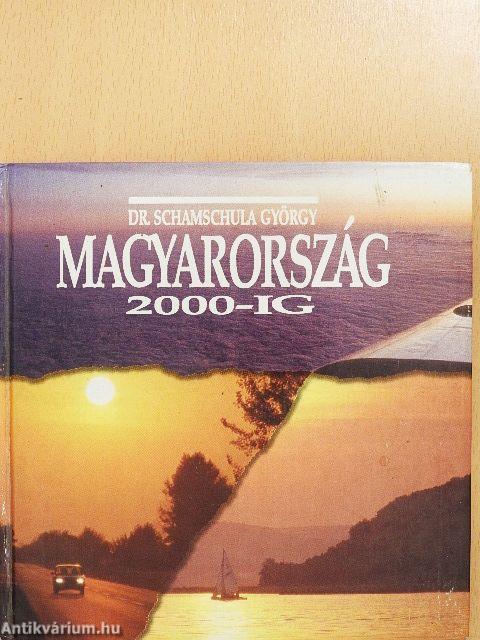 DR. SCHAMSCHULA GYÖRGY
MAGYARORSZÁG
2000-IG
Antikvárium.hu